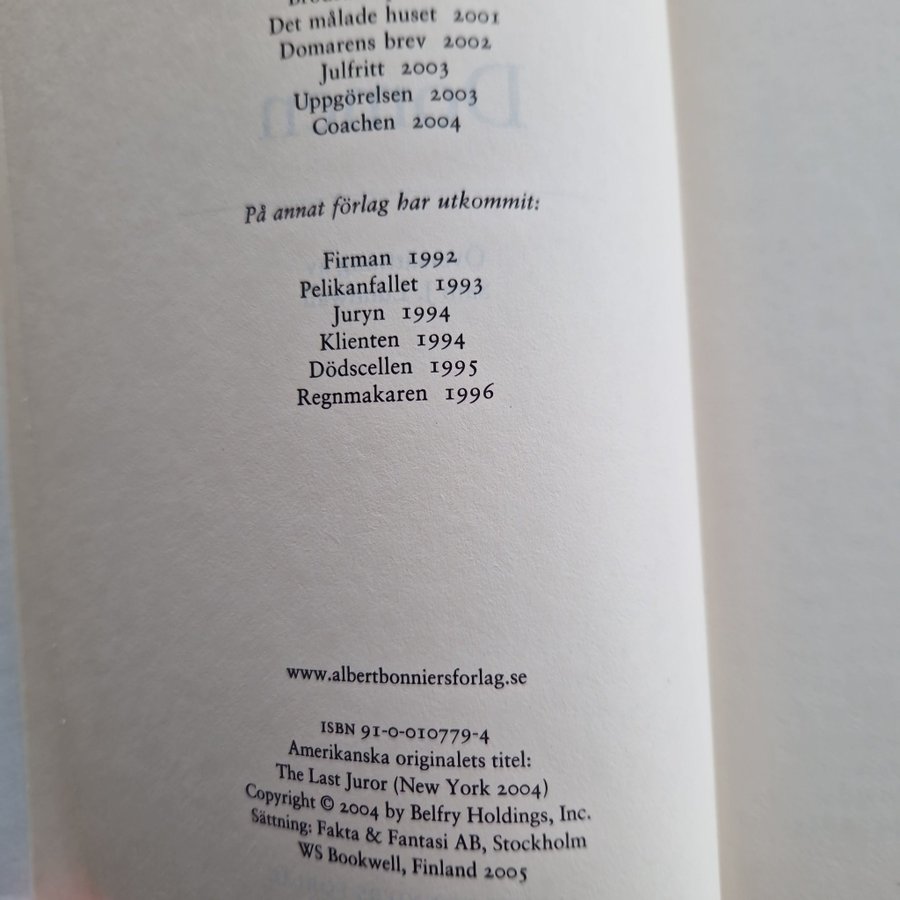 Det målade huset 2001
Domarens brev 2002
Julfritt 2003
Uppgörelsen 2003
Coachen 2004
På annat förlag har utkommit:
Firman 1992
Pelikanfallet 1993
Juryn 1994
Klienten 1994
Dödscellen 1995
Regnmakaren 1996
www.albertbonniersforlag.se
ISBN 91-0-010779-4
Amerikanska originalets titel:
The Last Juror (New York 2004)
Copyright © 2004 by Belfry Holdings, Inc.
Sättning: Fakta & Fantasi AB, Stockholm
WS Bookwell, Finland 2005